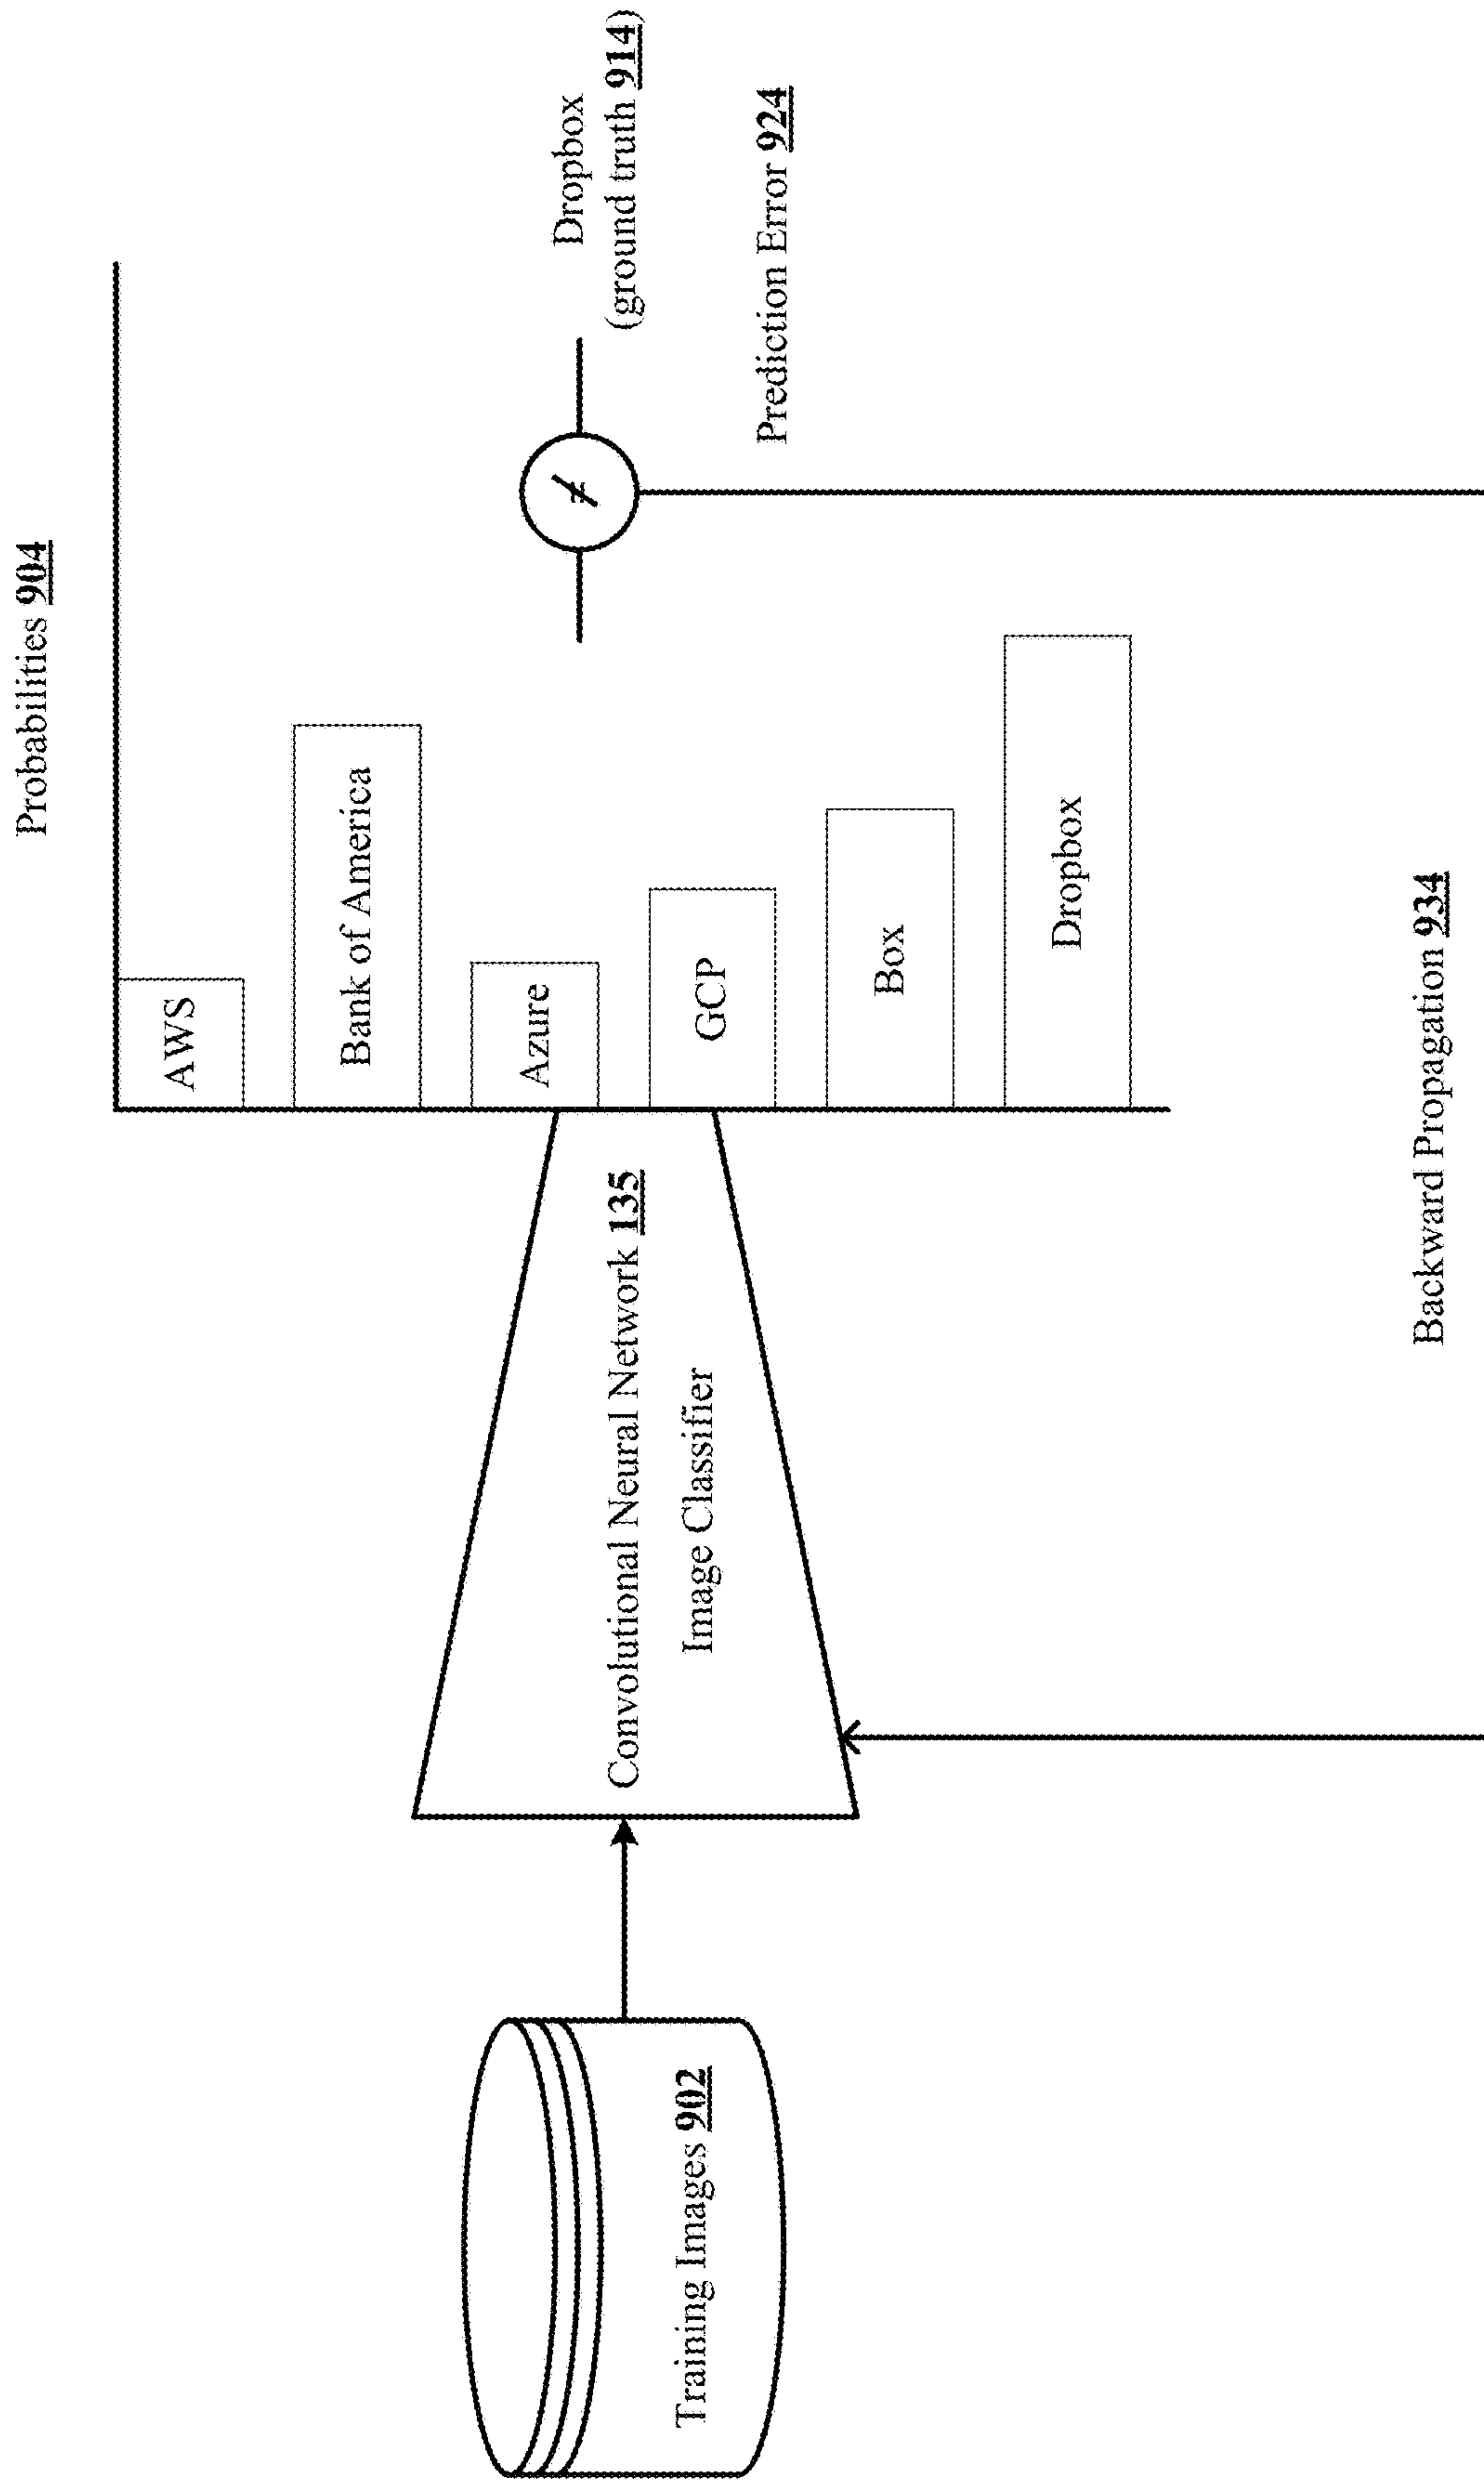 Probabilities 904
AWS
Bank of America
Azure
GCP
Box
Dropbox
Convolutional Neural Network 135
Image Classifier
Training Images 902
≠
Dropbox
(ground truth 914)
Prediction Error 924
Backward Propagation 934